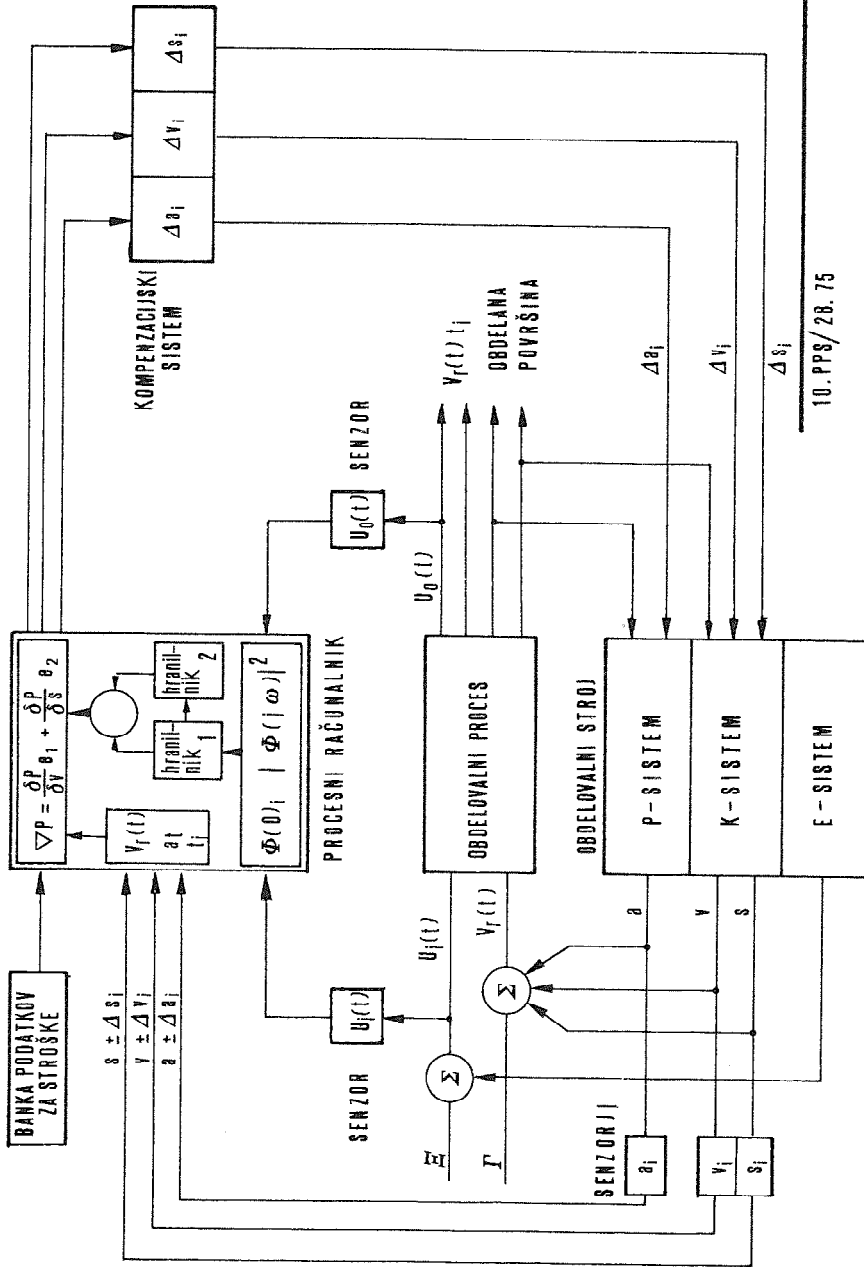 BANKA PODATKOV
ZA STROŠKE
s ± Δsᵢ
v ± Δvᵢ
a ± Δaᵢ
∇P = δP/δV a₁ + δP/δs a₂
Vᵣ(t)
at
tᵢ
hranil-
nik 1
hranil-
nik 2
Φ(0)ᵢ | Φ(jω)|²
PROCESNI RAČUNALNIK
KOMPENZACIJSKI
SISTEM
Δaᵢ
Δvᵢ
Δsᵢ
SENZOR
Uᵢ(t)
U₀(t)
SENZOR
Ξ
Γ
Σ
Σ
Uᵢ(t)
Vᵣ(t)
OBDELOVALNI PROCES
U₀(t)
Vᵣ(t) tᵢ
OBDELANA
POVRŠINA
SENZORJI
aᵢ
vᵢ
sᵢ
a
v
s
OBDELOVALNI STROJ
P-SISTEM
K-SISTEM
E-SISTEM
Δaᵢ
Δvᵢ
Δsᵢ
10.PPS/28.75